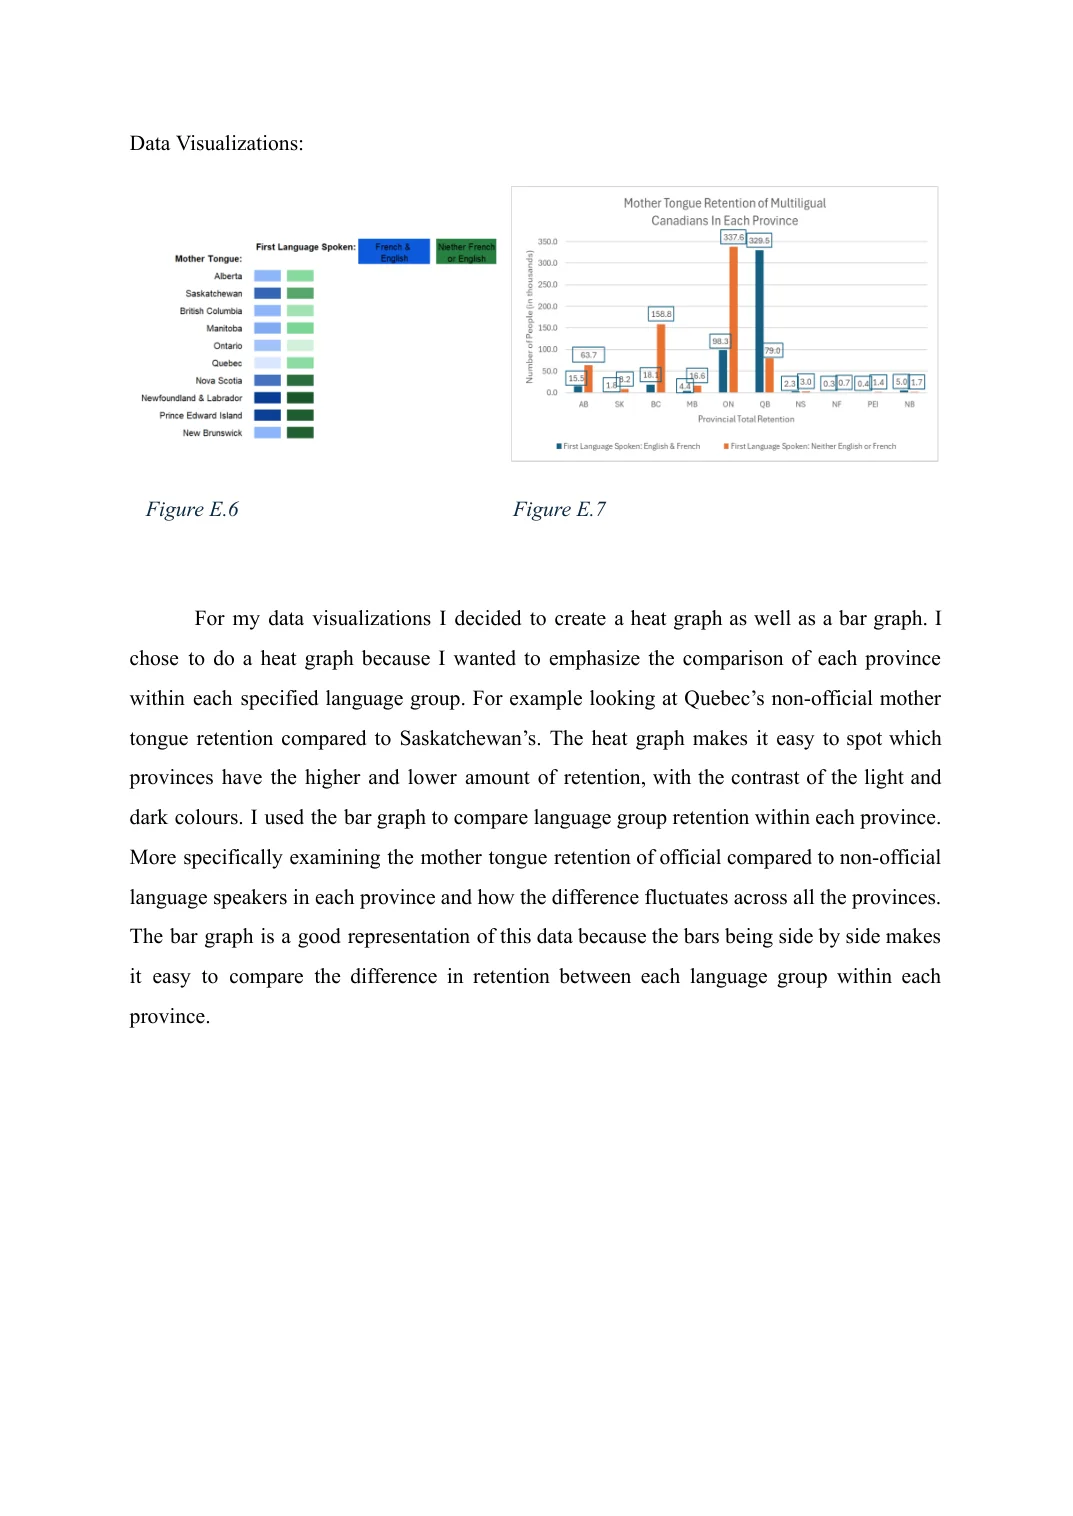 Data Visualizations:
First Language Spoken:
French &
English
Niether French
or English
Mother Tongue:
Alberta
Saskatchewan
British Columbia
Manitoba
Ontario
Quebec
Nova Scotia
Newfoundland & Labrador
Prince Edward Island
New Brunswick
Mother Tongue Retention of Multiligual
Canadians In Each Province
Number of People (in thousands)
350.0
300.0
250.0
200.0
150.0
100.0
50.0
0.0
15.5
63.7
1.8
8.2
18.1
158.8
4.4
16.6
98.3
337.6
329.5
79.0
2.3
3.0
0.3
0.7
0.4
1.4
5.0
1.7
AB
SK
BC
MB
ON
QB
NS
NF
PEI
NB
Provincial Total Retention
First Language Spoken: English & French
First Language Spoken: Neither English or French
Figure E.6
Figure E.7
For my data visualizations I decided to create a heat graph as well as a bar graph. I
chose to do a heat graph because I wanted to emphasize the comparison of each province
within each specified language group. For example looking at Quebec’s non-official mother
tongue retention compared to Saskatchewan’s. The heat graph makes it easy to spot which
provinces have the higher and lower amount of retention, with the contrast of the light and
dark colours. I used the bar graph to compare language group retention within each province.
More specifically examining the mother tongue retention of official compared to non-official
language speakers in each province and how the difference fluctuates across all the provinces.
The bar graph is a good representation of this data because the bars being side by side makes
it easy to compare the difference in retention between each language group within each
province.